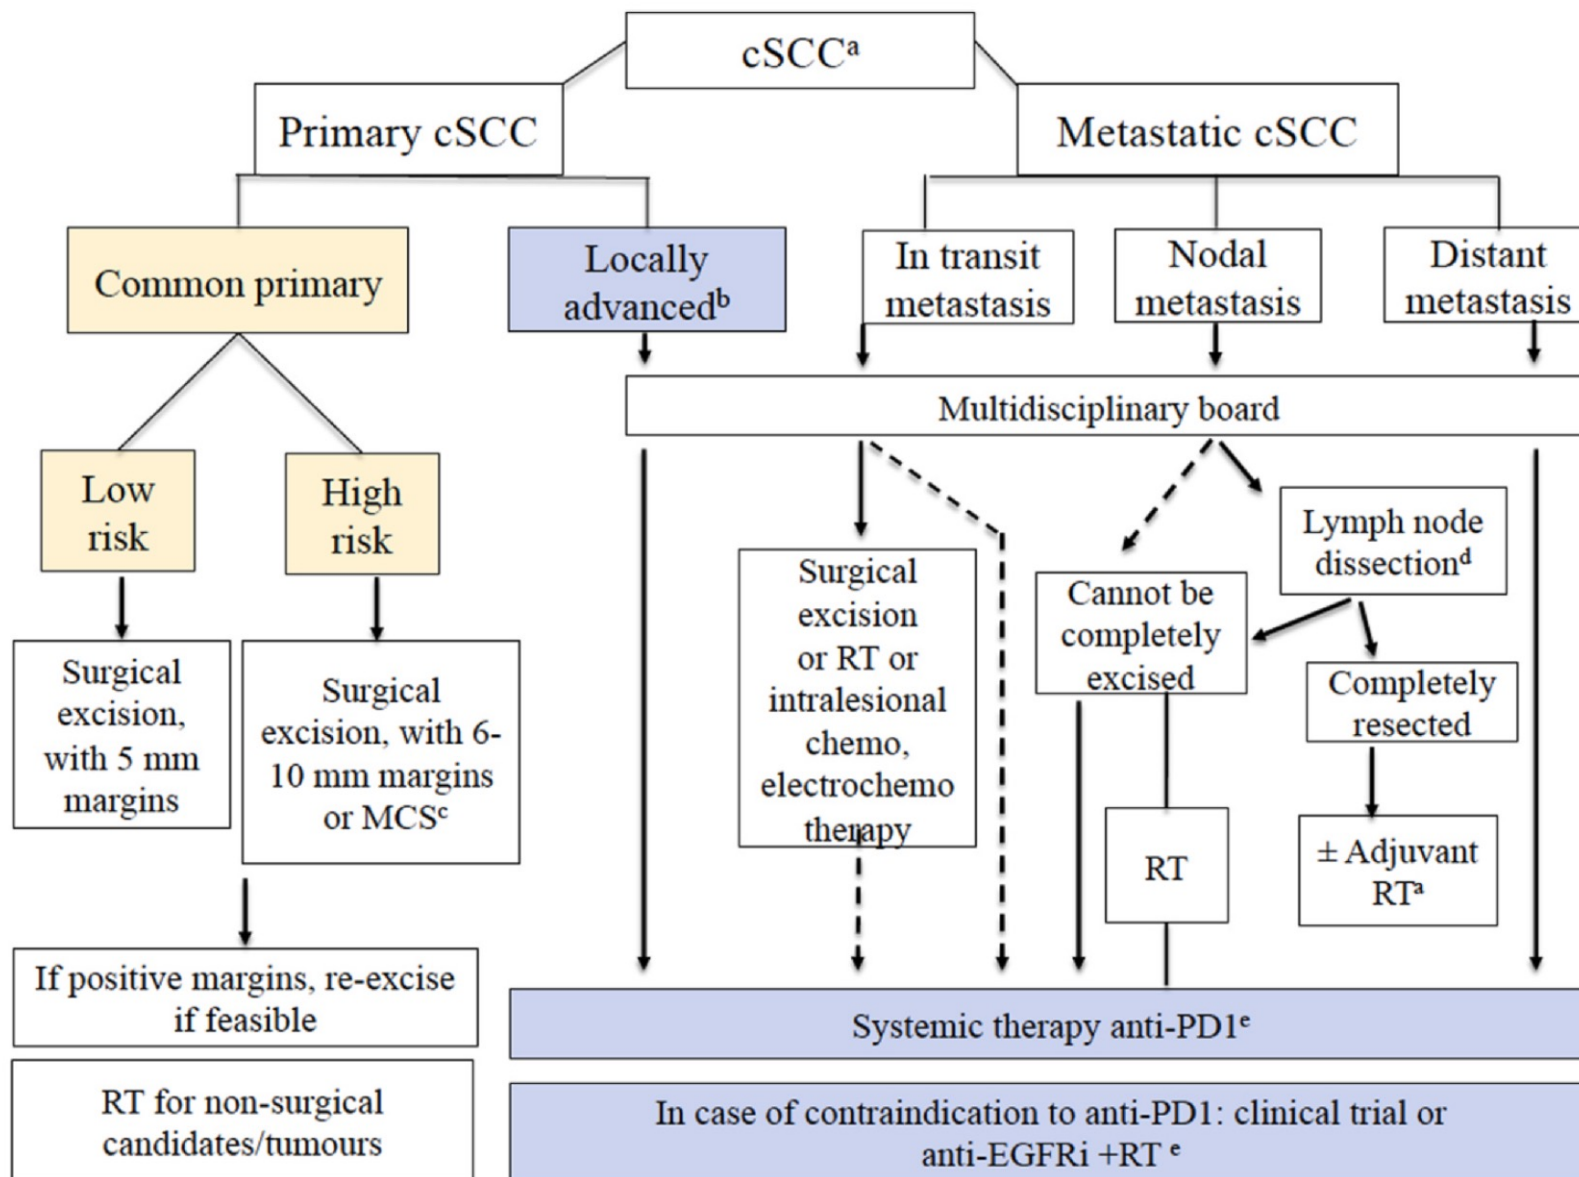 cSCCᵃ
Primary cSCC
Metastatic cSCC
Common primary
Locally
advancedᵇ
In transit
metastasis
Nodal
metastasis
Distant
metastasis
Multidisciplinary board
Low
risk
High
risk
Surgical
excision,
with 5 mm
margins
Surgical
excision, with 6-
10 mm margins
or MCSᶜ
Surgical
excision
or RT or
intralesional
chemo,
electrochemo
therapy
Cannot be
completely
excised
Lymph node
dissectionᵈ
Completely
resected
RT
± Adjuvant
RTᵃ
If positive margins, re-excise
if feasible
RT for non-surgical
candidates/tumours
Systemic therapy anti-PD1ᵉ
In case of contraindication to anti-PD1: clinical trial or
anti-EGFRi +RT ᵉ